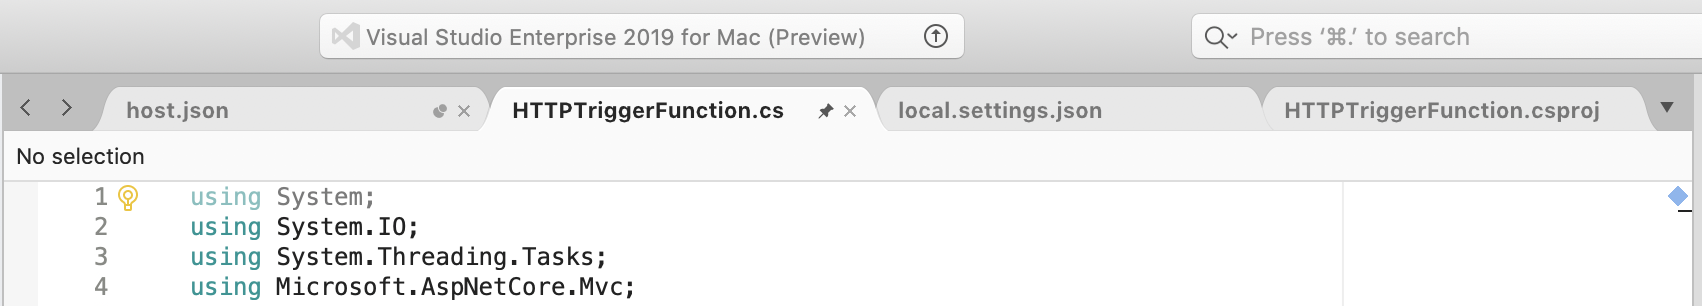 Visual Studio Enterprise 2019 for Mac (Preview)
Press ‘⌘.’ to search
host.json
HTTPTriggerFunction.cs
local.settings.json
HTTPTriggerFunction.csproj
No selection
1 using System;
2 using System.IO;
3 using System.Threading.Tasks;
4 using Microsoft.AspNetCore.Mvc;